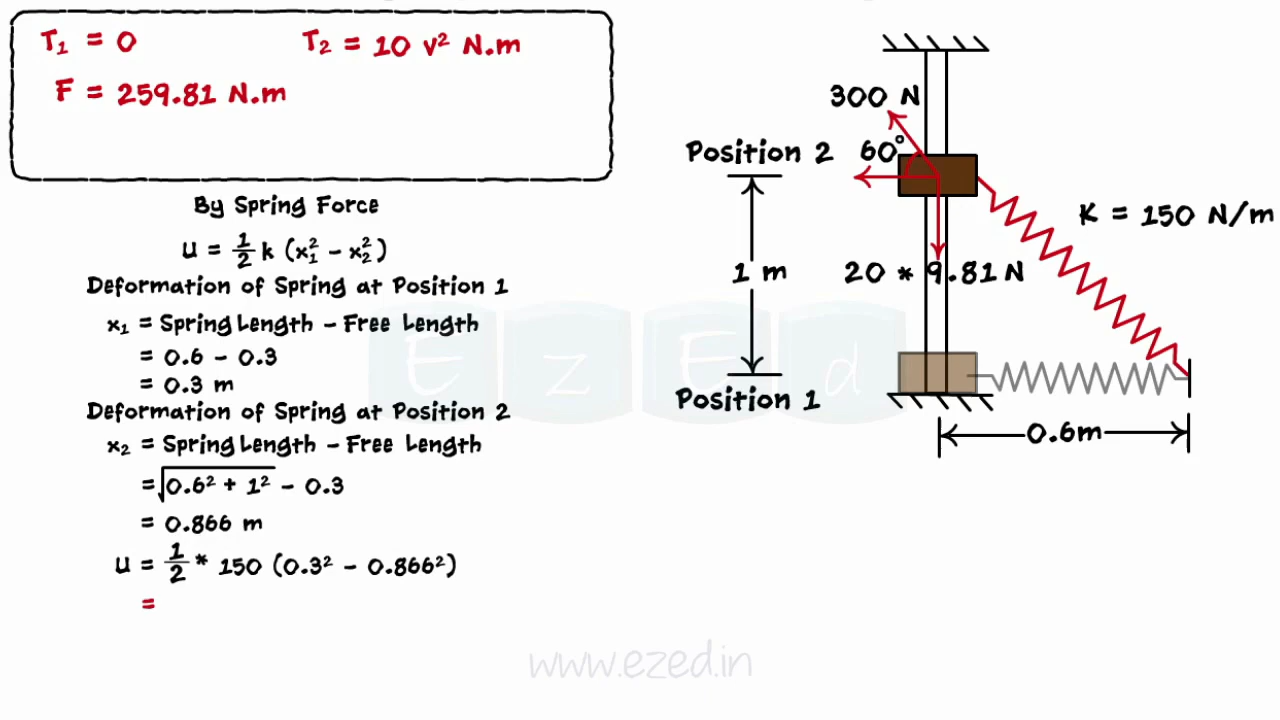 T₁ = 0 T₂ = 10 v² N.m
F = 259.81 N.m
By Spring Force
U = 1/2 k (x₁² - x₂²)
Deformation of Spring at Position 1
x₁ = Spring Length - Free Length
= 0.6 - 0.3
= 0.3 m
Deformation of Spring at Position 2
x₂ = Spring Length - Free Length
= √0.6² + 1² - 0.3
= 0.866 m
U = 1/2 * 150 (0.3² - 0.866²)
=
300 N
Position 2 60°
K = 150 N/m
1 m
20 * 9.81 N
Position 1
0.6m
E z E d
www.ezed.in